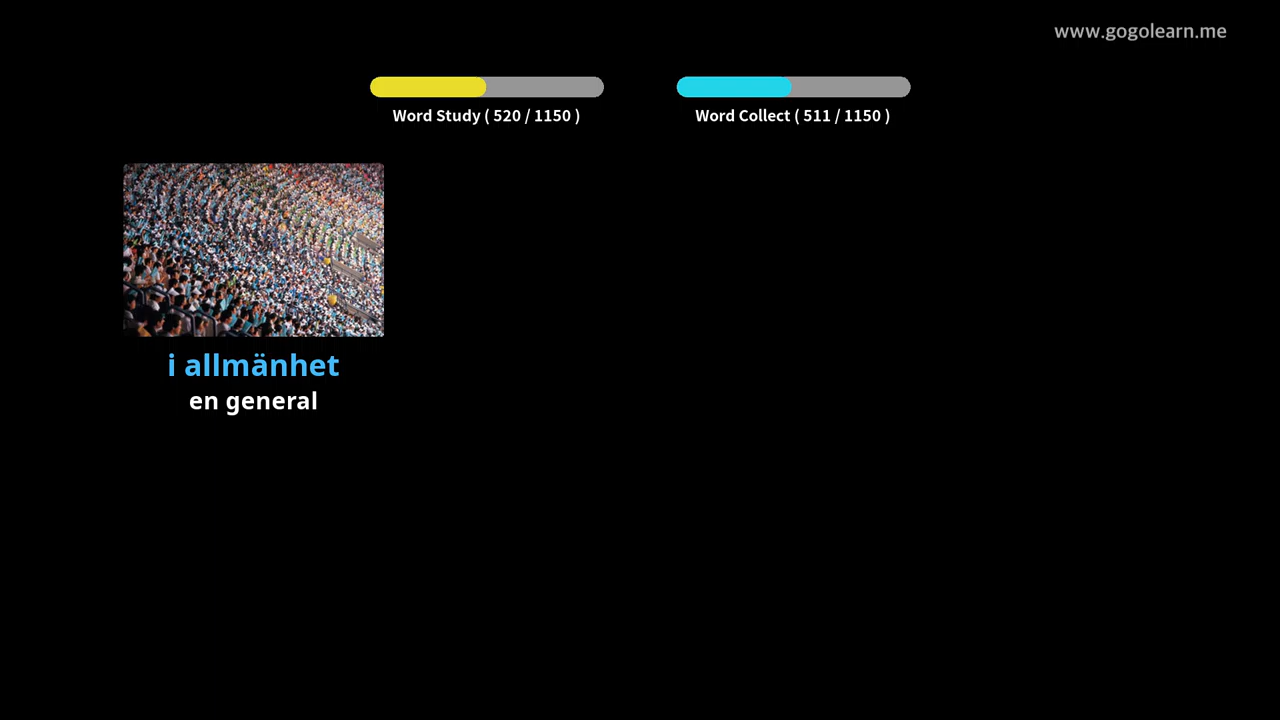 www.gogolearn.me
Word Study ( 520 / 1150 )
Word Collect ( 511 / 1150 )
i allmänhet
en general